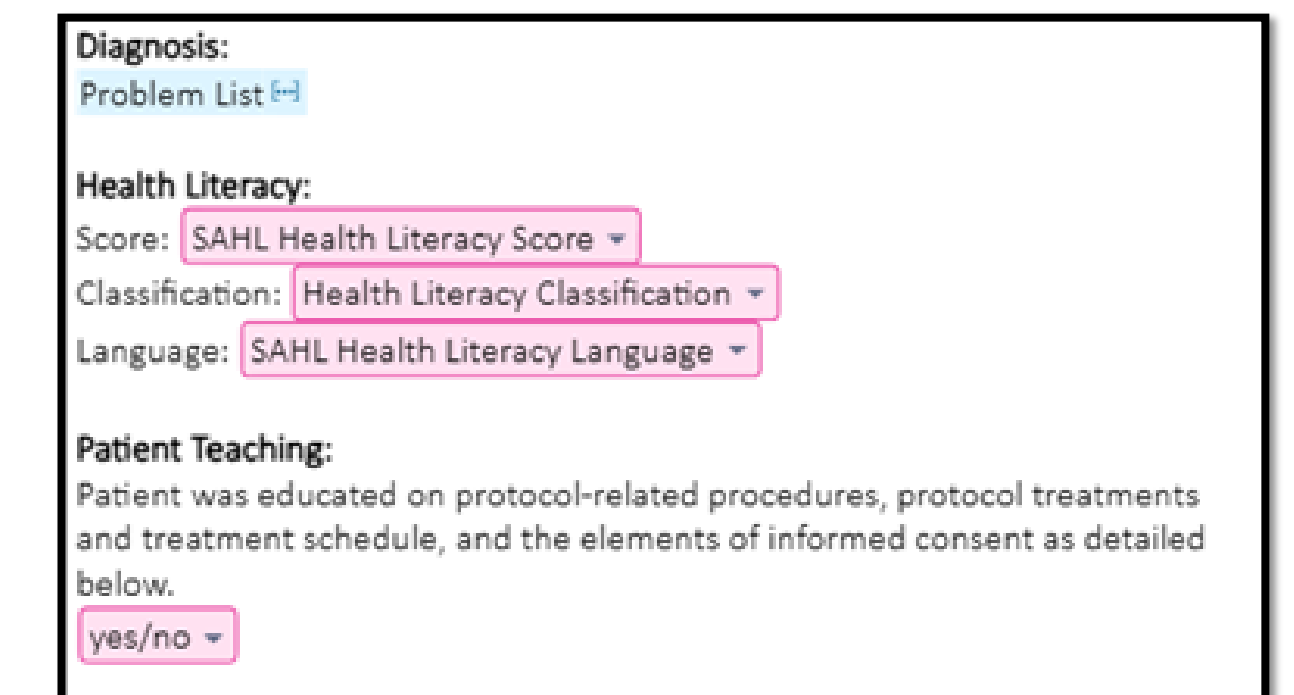 Diagnosis:
Problem List
Health Literacy:
Score: SAHL Health Literacy Score
Classification: Health Literacy Classification
Language: SAHL Health Literacy Language
Patient Teaching:
Patient was educated on protocol-related procedures, protocol treatments
and treatment schedule, and the elements of informed consent as detailed
below.
yes/no